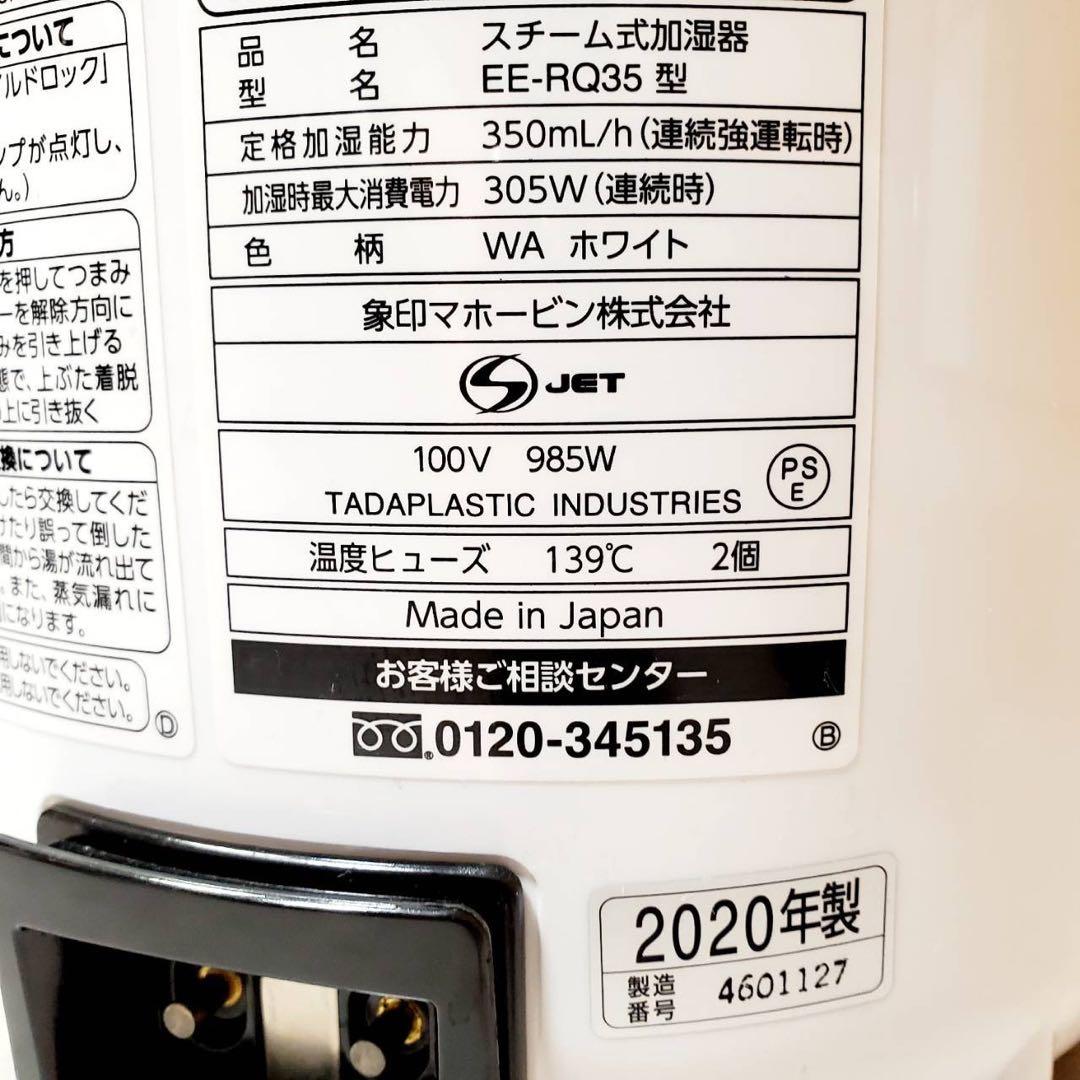 について
ルドロック」
ップが点灯し、
ん。)
方
を押してつまみ
ーを解除方向に
みを引き上げる
態で、上ぶた着脱
上に引き抜く
換について
したら交換してくだ
けたり誤って倒した
間から湯が流れ出て
。また、蒸気漏れに
になります。
用しないでください。
用しないでください。
D
品名 スチーム式加湿器
型名 EE-RQ35 型
定格加湿能力 350mL/h(連続強運転時)
加湿時最大消費電力 305W(連続時)
色柄 WA ホワイト
象印マホービン株式会社
S JET
100V 985W
PS
E
TADAPLASTIC INDUSTRIES
温度ヒューズ 139℃ 2個
Made in Japan
お客様ご相談センター
0120-345135
B
2020年製
製造番号 4601127